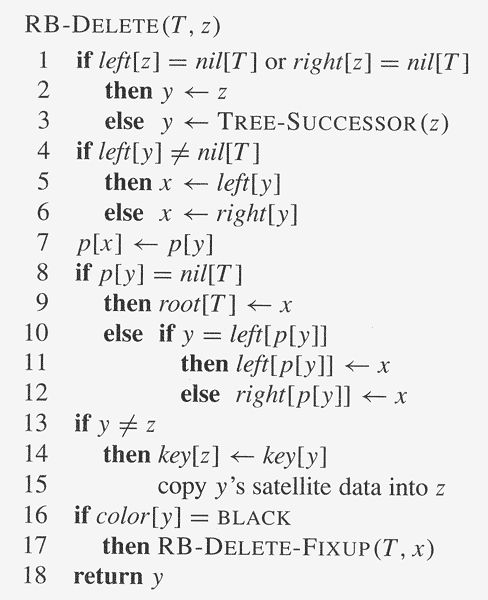 RB-DELETE(T, z)
1 if left[z] = nil[T] or right[z] = nil[T]
2 then y ← z
3 else y ← TREE-SUCCESSOR(z)
4 if left[y] ≠ nil[T]
5 then x ← left[y]
6 else x ← right[y]
7 p[x] ← p[y]
8 if p[y] = nil[T]
9 then root[T] ← x
10 else if y = left[p[y]]
11 then left[p[y]] ← x
12 else right[p[y]] ← x
13 if y ≠ z
14 then key[z] ← key[y]
15 copy y's satellite data into z
16 if color[y] = BLACK
17 then RB-DELETE-FIXUP(T, x)
18 return y